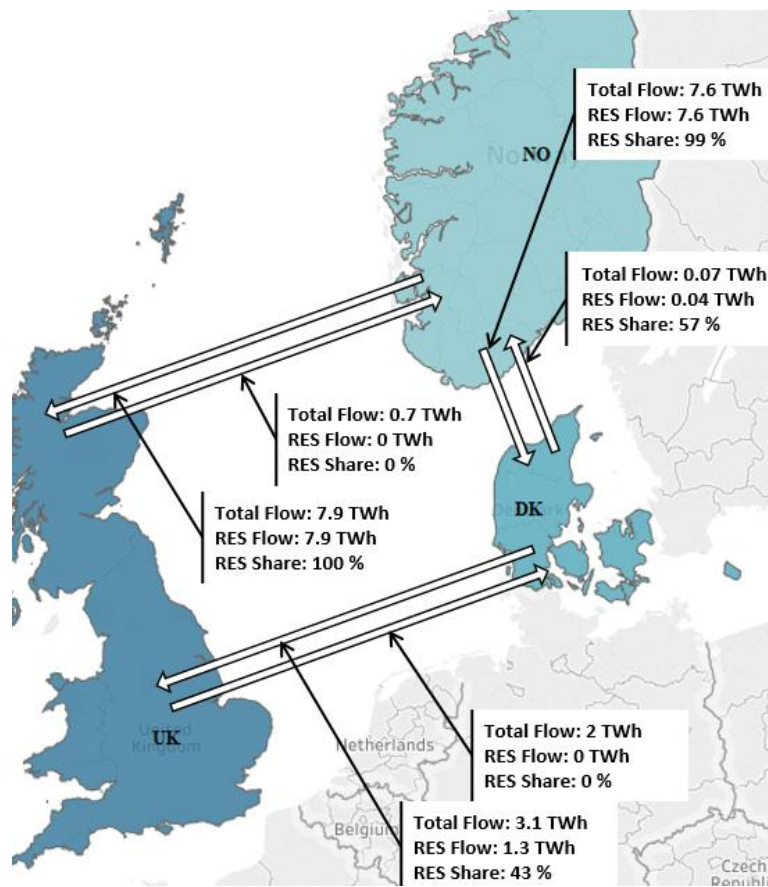 Total Flow: 7.6 TWh
RES Flow: 7.6 TWh
RES Share: 99 %
NO
Norway
Total Flow: 0.07 TWh
RES Flow: 0.04 TWh
RES Share: 57 %
Total Flow: 0.7 TWh
RES Flow: 0 TWh
RES Share: 0 %
Total Flow: 7.9 TWh
RES Flow: 7.9 TWh
RES Share: 100 %
DK
UK
United
Kingdom
Netherlands
Total Flow: 2 TWh
RES Flow: 0 TWh
RES Share: 0 %
Belgium
Total Flow: 3.1 TWh
RES Flow: 1.3 TWh
RES Share: 43 %
Czech